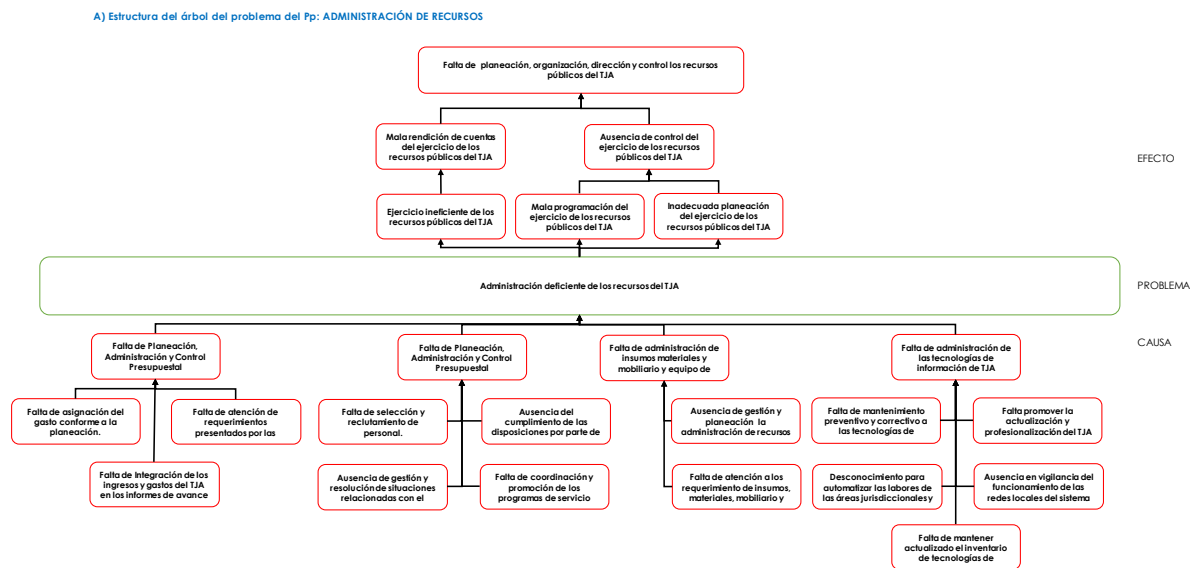 A) Estructura del árbol del problema del Pp: ADMINISTRACIÓN DE RECURSOS
Falta de planeación, organización, dirección y control los recursos
públicos del TJA
Mala rendición de cuentas
del ejercicio de los
recursos públicos del TJA
Ausencia de control del
ejercicio de los recursos
públicos del TJA
EFECTO
Ejercicio ineficiente de los
recursos públicos del TJA
Mala programación del
ejercicio de los recursos
públicos del TJA
Inadecuada planeación
del ejercicio de los
recursos públicos del TJA
Administración deficiente de los recursos del TJA
PROBLEMA
Falta de Planeación,
Administración y Control
Presupuestal
Falta de Planeación,
Administración y Control
Presupuestal
Falta de administración de
insumos materiales y
mobiliario y equipo de
Falta de administración de
las tecnologías de
información de TJA
CAUSA
Falta de asignación del
gasto conforme a la
planeación.
Falta de atención de
requerimientos
presentados por las
Falta de selección y
reclutamiento de
personal.
Ausencia del
cumplimiento de las
disposiciones por parte de
Ausencia de gestión y
planeación la
administración de recursos
Falta de mantenimiento
preventivo y correctivo a
las tecnologías de
Falta promover la
actualización y
profesionalización del TJA
Falta de Integración de los
ingresos y gastos del TJA
en los informes de avance
Ausencia de gestión y
resolución de situaciones
relacionadas con el
Falta de coordinación y
promoción de los
programas de servicio
Falta de atención a los
requerimiento de insumos,
materiales, mobiliario y
Desconocimiento para
automatizar las labores de
las áreas jurisdiccionales y
Ausencia en vigilancia del
funcionamiento de las
redes locales del sistema
Falta de mantener
actualizado el inventario
de tecnologías de